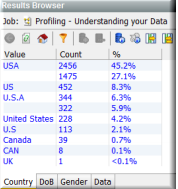 Results Browser
Job: Profiling - Understanding your Data
Value Count %
USA 2456 45.2%
1475 27.1%
US 452 8.3%
U.S.A 344 6.3%
322 5.9%
United States 228 4.2%
U.S 113 2.1%
Canada 39 0.7%
CAN 8 0.1%
UK 1 <0.1%
Country DoB Gender Data